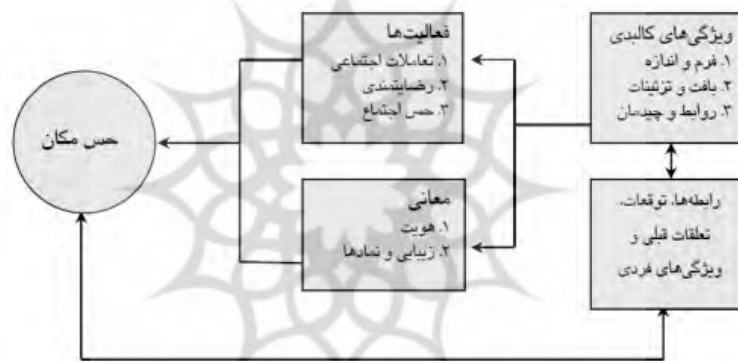 ویژگی‌های کالبدی
۱. فرم و اندازه
۲. بافت و تزئینات
۳. روابط و چیدمان
فعالیت‌ها
۱. تعاملات اجتماعی
۲. رضایتمندی
۳. حس اجتماع
حس مکان
رابطه‌ها، توقعات،
تعلقات قبلی و
ویژگی‌های فردی
معانی
۱. هویت
۲. زیبایی و نمادها